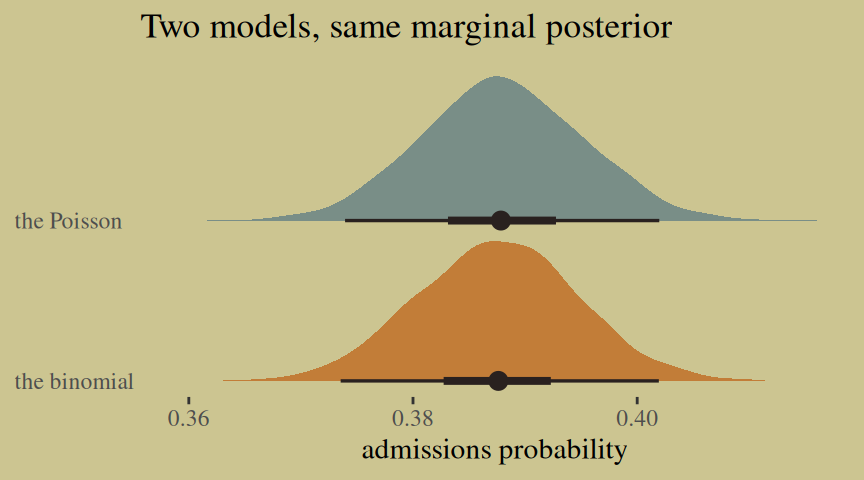 Two models, same marginal posterior
the Poisson
the binomial
0.36 0.38 0.40
admissions probability